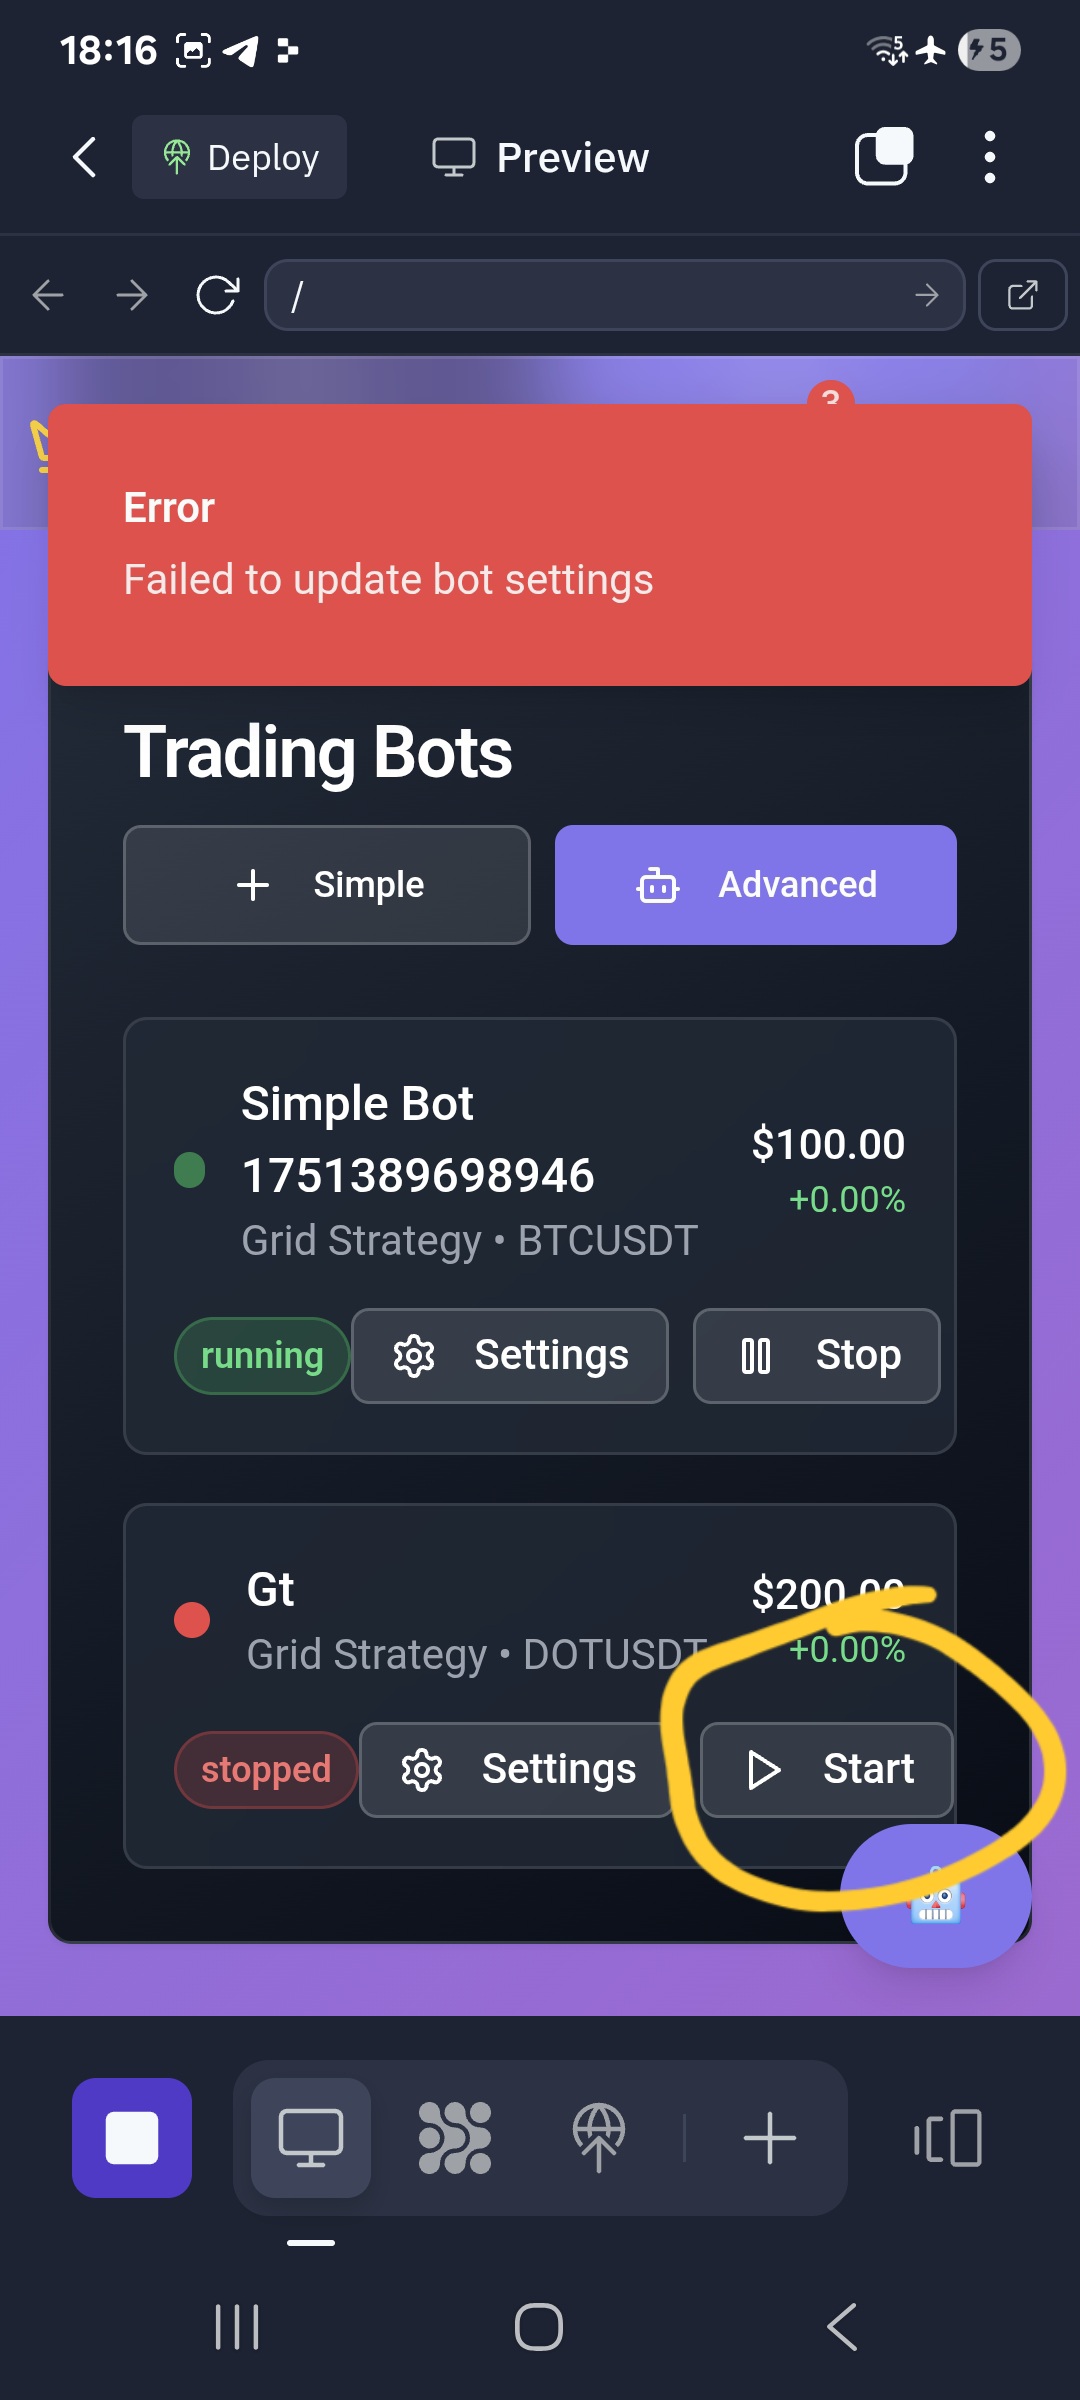 18:16
5
5
Deploy
Preview
/
3
Error
Failed to update bot settings
Trading Bots
Simple
Advanced
Simple Bot
1751389698946
Grid Strategy • BTCUSDT
$100.00
+0.00%
running
Settings
Stop
Gt
Grid Strategy • DOTUSDT
$200.00
+0.00%
stopped
Settings
Start